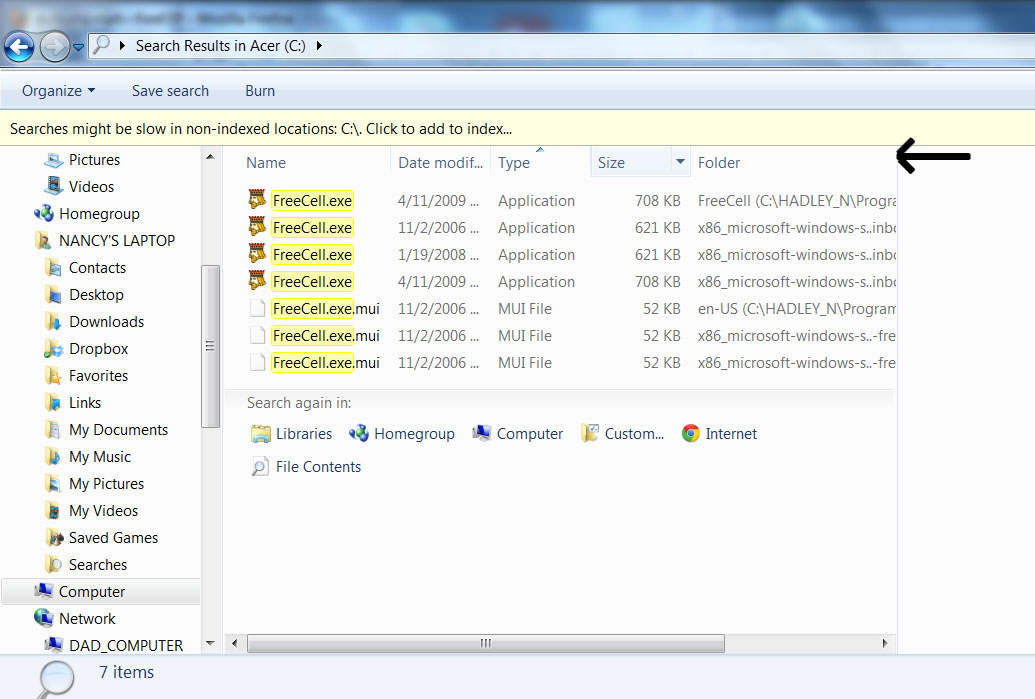 Search Results in Acer (C:)
Organize Save search Burn
Searches might be slow in non-indexed locations: C:\. Click to add to index...
Pictures
Videos
Homegroup
NANCY'S LAPTOP
Contacts
Desktop
Downloads
Dropbox
Favorites
Links
My Documents
My Music
My Pictures
My Videos
Saved Games
Searches
Computer
Network
DAD_COMPUTER
Name Date modif... Type Size Folder
FreeCell.exe 4/11/2009 ... Application 708 KB FreeCell (C:\HADLEY_N\Progra
FreeCell.exe 11/2/2006 ... Application 621 KB x86_microsoft-windows-s..inbo
FreeCell.exe 1/19/2008 ... Application 621 KB x86_microsoft-windows-s..inbo
FreeCell.exe 4/11/2009 ... Application 708 KB x86_microsoft-windows-s..inbo
FreeCell.exe.mui 11/2/2006 ... MUI File 52 KB en-US (C:\HADLEY_N\Program
FreeCell.exe.mui 11/2/2006 ... MUI File 52 KB x86_microsoft-windows-s..-fre
FreeCell.exe.mui 11/2/2006 ... MUI File 52 KB x86_microsoft-windows-s..-fre
Search again in:
Libraries Homegroup Computer Custom... Internet
File Contents
7 items